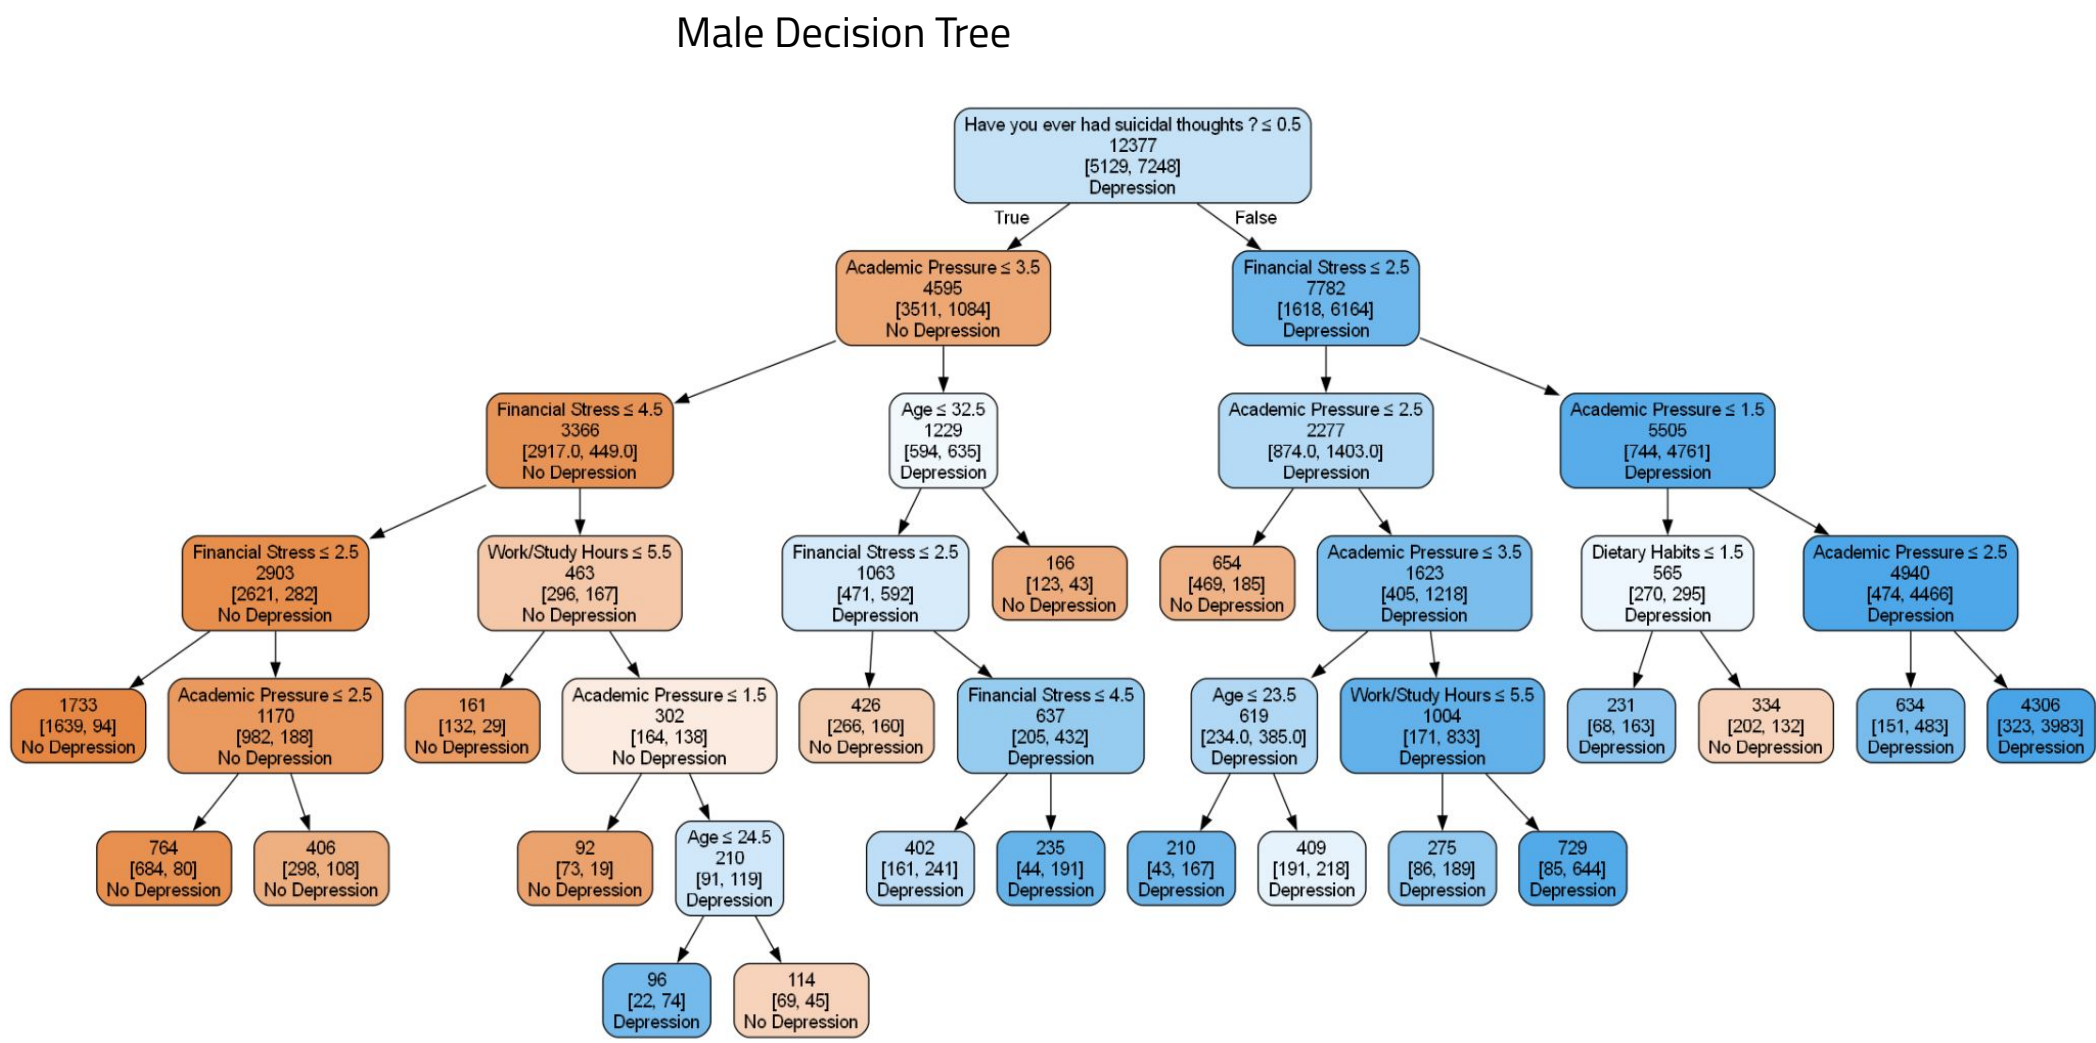 Male Decision Tree
Have you ever had suicidal thoughts ? ≤ 0.5
12377
[5129, 7248]
Depression
True
False
Academic Pressure ≤ 3.5
4595
[3511, 1084]
No Depression
Financial Stress ≤ 2.5
7782
[1618, 6164]
Depression
Financial Stress ≤ 4.5
3366
[2917.0, 449.0]
No Depression
Age ≤ 32.5
1229
[594, 635]
Depression
Academic Pressure ≤ 2.5
2277
[874.0, 1403.0]
Depression
Academic Pressure ≤ 1.5
5505
[744, 4761]
Depression
Financial Stress ≤ 2.5
2903
[2621, 282]
No Depression
Work/Study Hours ≤ 5.5
463
[296, 167]
No Depression
Financial Stress ≤ 2.5
1063
[471, 592]
Depression
166
[123, 43]
No Depression
654
[469, 185]
No Depression
Academic Pressure ≤ 3.5
1623
[405, 1218]
Depression
Dietary Habits ≤ 1.5
565
[270, 295]
Depression
Academic Pressure ≤ 2.5
4940
[474, 4466]
Depression
1733
[1639, 94]
No Depression
Academic Pressure ≤ 2.5
1170
[982, 188]
No Depression
161
[132, 29]
No Depression
Academic Pressure ≤ 1.5
302
[164, 138]
No Depression
426
[266, 160]
No Depression
Financial Stress ≤ 4.5
637
[205, 432]
Depression
Age ≤ 23.5
619
[234.0, 385.0]
Depression
Work/Study Hours ≤ 5.5
1004
[171, 833]
Depression
231
[68, 163]
Depression
334
[202, 132]
No Depression
634
[151, 483]
Depression
4306
[323, 3983]
Depression
764
[684, 80]
No Depression
406
[298, 108]
No Depression
92
[73, 19]
No Depression
Age ≤ 24.5
210
[91, 119]
Depression
402
[161, 241]
Depression
235
[44, 191]
Depression
210
[43, 167]
Depression
409
[191, 218]
Depression
275
[86, 189]
Depression
729
[85, 644]
Depression
96
[22, 74]
Depression
114
[69, 45]
No Depression